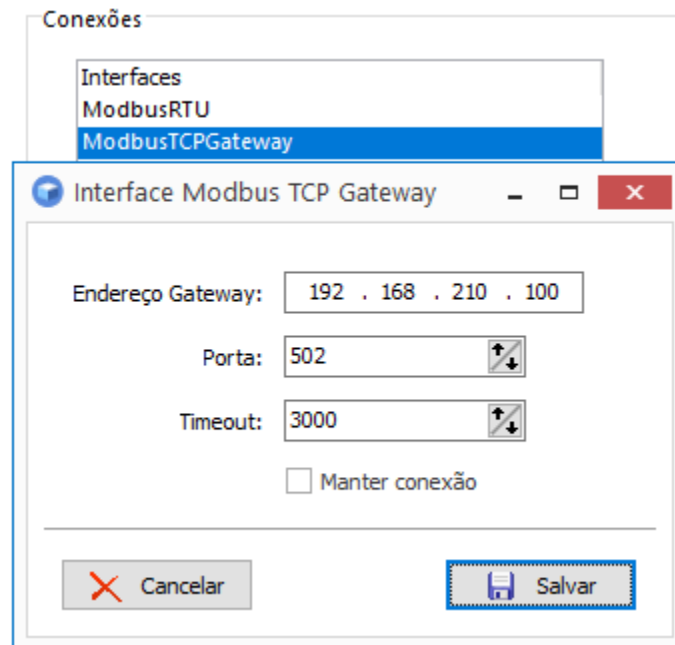 Conexões
Interfaces
ModbusRTU
ModbusTCPGateway
Interface Modbus TCP Gateway
Endereço Gateway: 192 . 168 . 210 . 100
Porta: 502
Timeout: 3000
Manter conexão
Cancelar Salvar